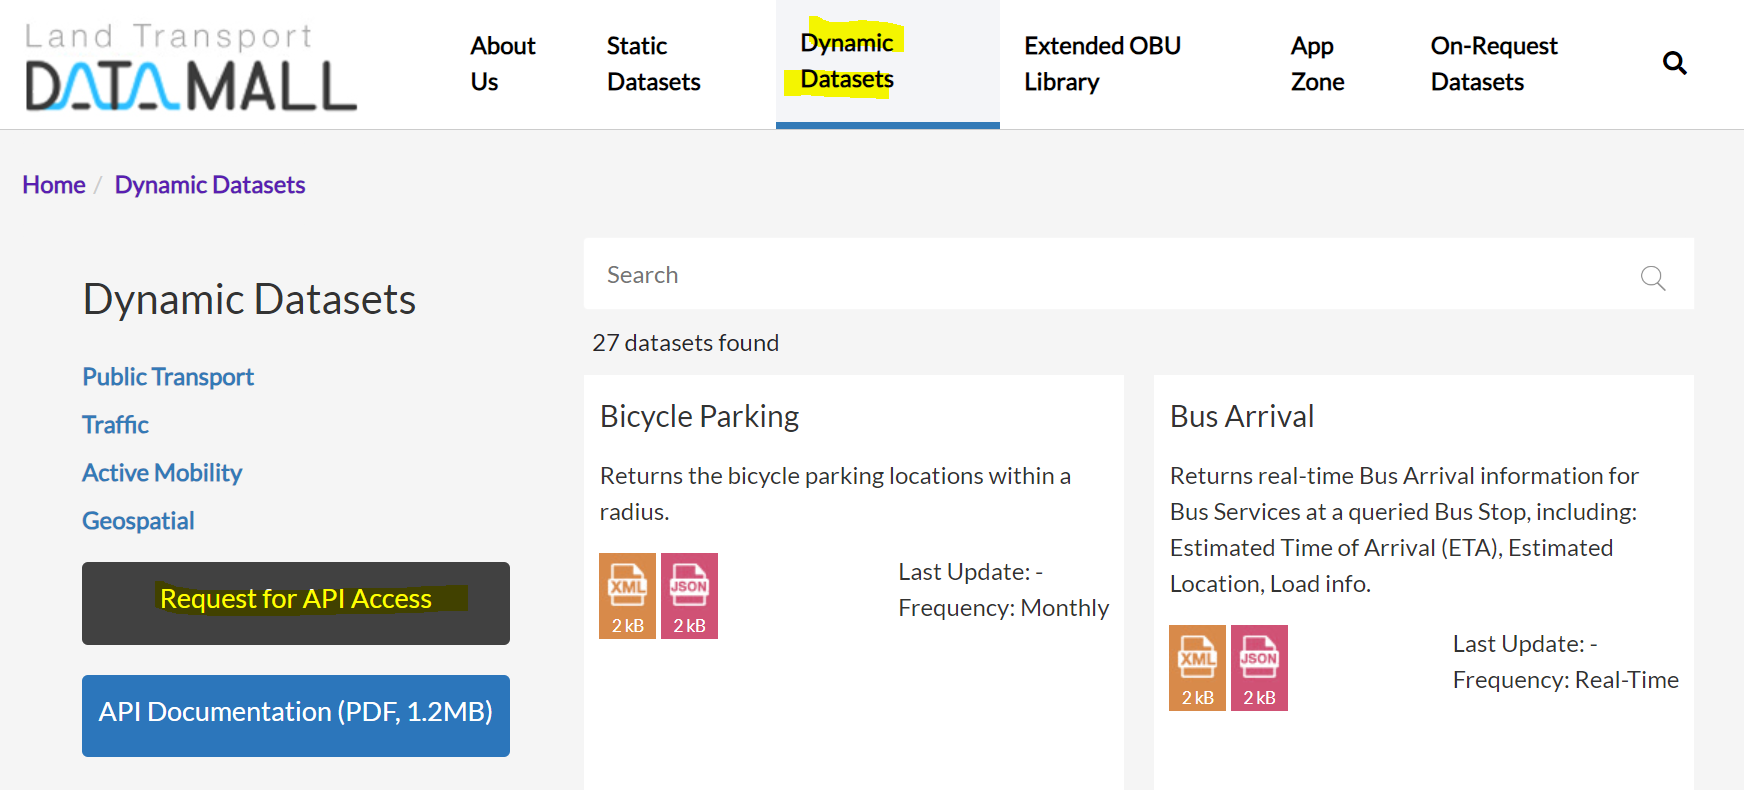 Land Transport
DATA MALL
About
Us
Static
Datasets
Dynamic
Datasets
Extended OBU
Library
App
Zone
On-Request
Datasets
Home / Dynamic Datasets
Dynamic Datasets
Public Transport
Traffic
Active Mobility
Geospatial
Request for API Access
API Documentation (PDF, 1.2MB)
Search
27 datasets found
Bicycle Parking
Returns the bicycle parking locations within a
radius.
XML
2 kB
JSON
2 kB
Last Update: -
Frequency: Monthly
Bus Arrival
Returns real-time Bus Arrival information for
Bus Services at a queried Bus Stop, including:
Estimated Time of Arrival (ETA), Estimated
Location, Load info.
XML
2 kB
JSON
2 kB
Last Update: -
Frequency: Real-Time